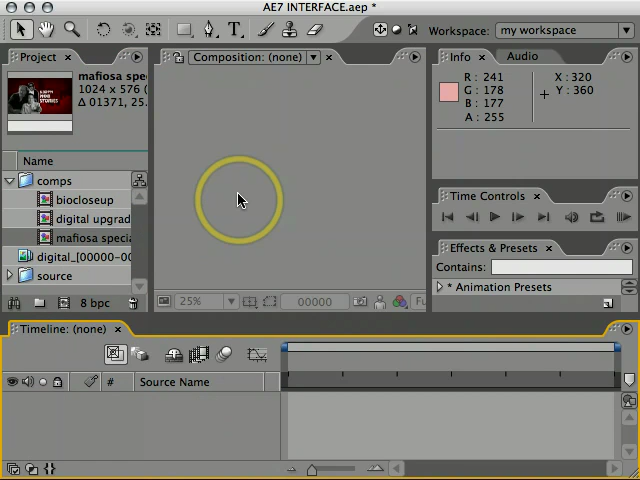 AE7 INTERFACE.aep *
T
Workspace: my workspace
Project ×
mafiosa spe
1024 x 576
Δ 01371, 25.
Name
comps
biocloseup
digital upgrad
mafiosa specia
digital_[00000-00
source
8 bpc
Composition: (none) ×
25%
00000
Fu
Info × Audio
R : 241
G : 178
B : 177
A : 255
X : 320
Y : 360
Time Controls ×
Effects & Presets ×
Contains:
* Animation Presets
Timeline: (none) ×
# Source Name